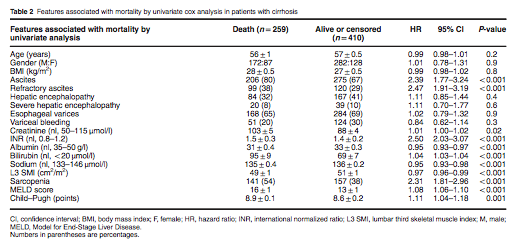 Table 2 Features associated with mortality by univariate cox analysis in patients with cirrhosis
Features associated with mortality by univariate analysis Death (n=259) Alive or censored (n=410) HR 95% CI P-value
Age (years) 56±1 57±0.5 0.99 0.98–1.01 0.2
Gender (M:F) 172:87 282:128 1.01 0.78–1.31 0.9
BMI (kg/m²) 28±0.5 27±0.5 0.99 0.98–1.02 0.8
Ascites 206 (80) 275 (67) 2.39 1.77–3.24 <0.001
Refractory ascites 99 (38) 120 (29) 2.47 1.91–3.19 <0.001
Hepatic encephalopathy 84 (32) 167 (41) 1.11 0.85–1.44 0.4
Severe hepatic encephalopathy 20 (8) 39 (10) 1.11 0.70–1.77 0.6
Esophageal varices 168 (65) 284 (69) 1.02 0.79–1.32 0.9
Variceal bleeding 51 (20) 124 (30) 0.84 0.62–1.14 0.3
Creatinine (nl, 50–115 μmol/l) 103±5 88±4 1.01 1.00–1.02 0.02
INR (nl, 0.8–1.2) 1.5±0.3 1.4±0.2 2.50 2.03–3.07 <0.001
Albumin (nl, 35–50 g/l) 31±0.4 33±0.3 0.95 0.93–0.97 <0.001
Bilirubin (nl, <20 μmol/l) 95±9 69±7 1.04 1.03–1.04 <0.001
Sodium (nl, 133–146 μmol/l) 135±0.4 136±0.2 0.95 0.93–0.98 <0.001
L3 SMI (cm²/m²) 49±1 51±1 0.97 0.96–0.99 <0.001
Sarcopenia 141 (54) 157 (38) 2.31 1.81–2.96 <0.001
MELD score 16±1 13±1 1.08 1.06–1.10 <0.001
Child–Pugh (points) 8.9±0.1 8.6±0.2 1.11 1.04–1.18 0.001
CI, confidence interval; BMI, body mass index; F, female; HR, hazard ratio; INR, international normalized ratio; L3 SMI, lumbar third skeletal muscle index; M, male;
MELD, Model for End-Stage Liver Disease.
Numbers in parentheses are percentages.